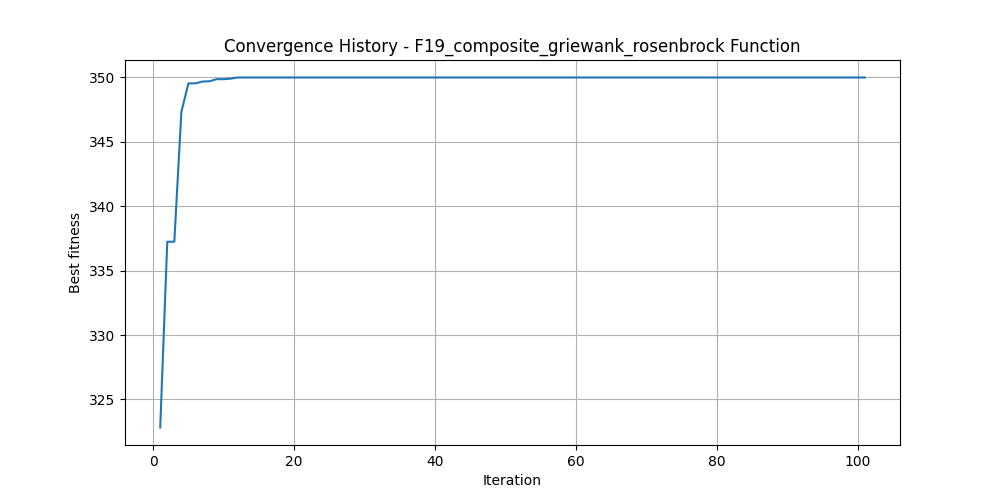 Convergence History - F19_composite_griewank_rosenbrock Function
350
345
340
335
330
325
Best fitness
0 20 40 60 80 100
Iteration